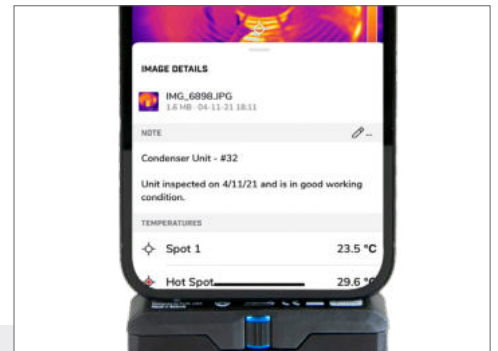 IMAGE DETAILS
IMG_6898.JPG
1.6 MB · 04-11-21 18:11
NOTE
Condenser Unit - #32
Unit inspected on 4/11/21 and is in good working
condition.
TEMPERATURES
Spot 1 23.5 °C
Hot Spot 29.6 °C